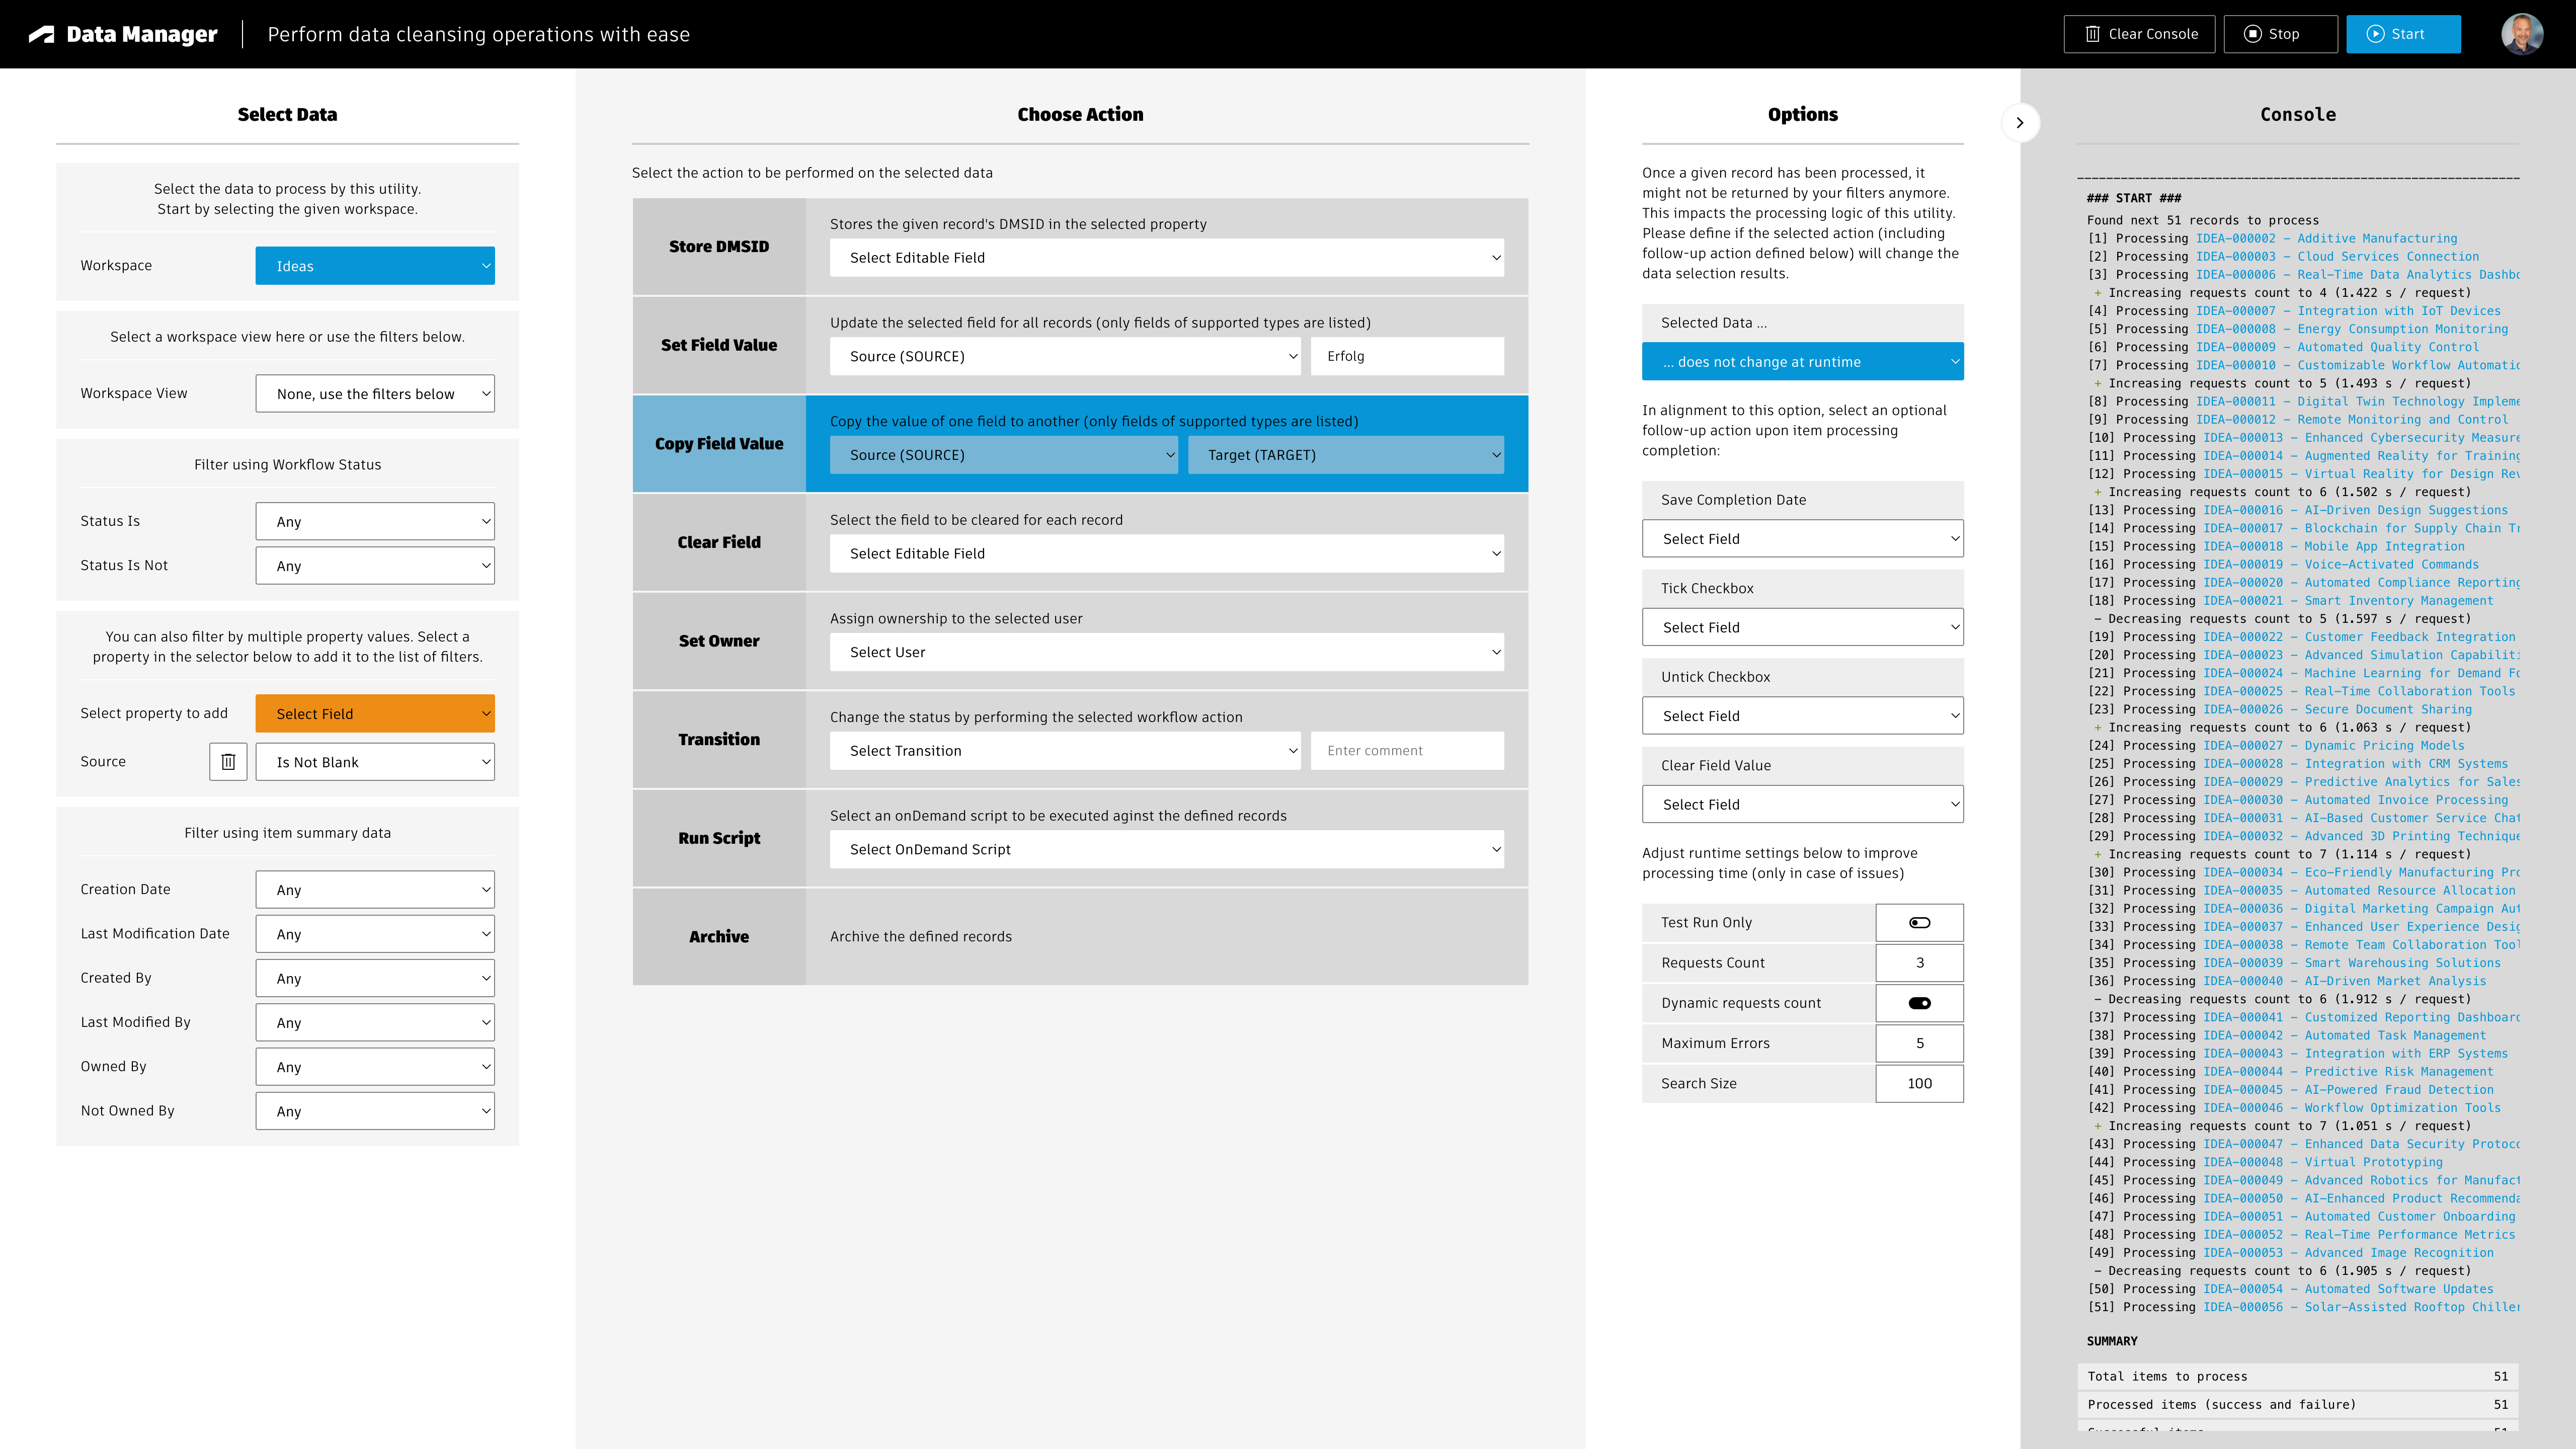 Data Manager
Perform data cleansing operations with ease
Clear Console
Stop
Start
Select Data
Select the data to process by this utility.
Start by selecting the given workspace.
Workspace
Ideas
Select a workspace view here or use the filters below.
Workspace View
None, use the filters below
Filter using Workflow Status
Status Is
Any
Status Is Not
Any
You can also filter by multiple property values. Select a
property in the selector below to add it to the list of filters.
Select property to add
Select Field
Source
Is Not Blank
Filter using item summary data
Creation Date
Any
Last Modification Date
Any
Created By
Any
Last Modified By
Any
Owned By
Any
Not Owned By
Any
Choose Action
Select the action to be performed on the selected data
Store DMSID
Stores the given record's DMSID in the selected property
Select Editable Field
Set Field Value
Update the selected field for all records (only fields of supported types are listed)
Source (SOURCE)
Erfolg
Copy Field Value
Copy the value of one field to another (only fields of supported types are listed)
Source (SOURCE)
Target (TARGET)
Clear Field
Select the field to be cleared for each record
Select Editable Field
Set Owner
Assign ownership to the selected user
Select User
Transition
Change the status by performing the selected workflow action
Select Transition
Enter comment
Run Script
Select an onDemand script to be executed aginst the defined records
Select OnDemand Script
Archive
Archive the defined records
Options
Once a given record has been processed, it
might not be returned by your filters anymore.
This impacts the processing logic of this utility.
Please define if the selected action (including
follow-up action defined below) will change the
data selection results.
Selected Data ...
... does not change at runtime
In alignment to this option, select an optional
follow-up action upon item processing
completion:
Save Completion Date
Select Field
Tick Checkbox
Select Field
Untick Checkbox
Select Field
Clear Field Value
Select Field
Adjust runtime settings below to improve
processing time (only in case of issues)
Test Run Only
Requests Count
3
Dynamic requests count
Maximum Errors
5
Search Size
100
Console
### START ###
Found next 51 records to process
[1] Processing IDEA-000002 - Additive Manufacturing
[2] Processing IDEA-000003 - Cloud Services Connection
[3] Processing IDEA-000006 - Real-Time Data Analytics Dashbo
+ Increasing requests count to 4 (1.422 s / request)
[4] Processing IDEA-000007 - Integration with IoT Devices
[5] Processing IDEA-000008 - Energy Consumption Monitoring
[6] Processing IDEA-000009 - Automated Quality Control
[7] Processing IDEA-000010 - Customizable Workflow Automatio
+ Increasing requests count to 5 (1.493 s / request)
[8] Processing IDEA-000011 - Digital Twin Technology Impleme
[9] Processing IDEA-000012 - Remote Monitoring and Control
[10] Processing IDEA-000013 - Enhanced Cybersecurity Measure
[11] Processing IDEA-000014 - Augmented Reality for Training
[12] Processing IDEA-000015 - Virtual Reality for Design Rev
+ Increasing requests count to 6 (1.502 s / request)
[13] Processing IDEA-000016 - AI-Driven Design Suggestions
[14] Processing IDEA-000017 - Blockchain for Supply Chain Tr
[15] Processing IDEA-000018 - Mobile App Integration
[16] Processing IDEA-000019 - Voice-Activated Commands
[17] Processing IDEA-000020 - Automated Compliance Reporting
[18] Processing IDEA-000021 - Smart Inventory Management
- Decreasing requests count to 5 (1.597 s / request)
[19] Processing IDEA-000022 - Customer Feedback Integration
[20] Processing IDEA-000023 - Advanced Simulation Capabiliti
[21] Processing IDEA-000024 - Machine Learning for Demand Fo
[22] Processing IDEA-000025 - Real-Time Collaboration Tools
[23] Processing IDEA-000026 - Secure Document Sharing
+ Increasing requests count to 6 (1.063 s / request)
[24] Processing IDEA-000027 - Dynamic Pricing Models
[25] Processing IDEA-000028 - Integration with CRM Systems
[26] Processing IDEA-000029 - Predictive Analytics for Sales
[27] Processing IDEA-000030 - Automated Invoice Processing
[28] Processing IDEA-000031 - AI-Based Customer Service Chat
[29] Processing IDEA-000032 - Advanced 3D Printing Technique
+ Increasing requests count to 7 (1.114 s / request)
[30] Processing IDEA-000034 - Eco-Friendly Manufacturing Pro
[31] Processing IDEA-000035 - Automated Resource Allocation
[32] Processing IDEA-000036 - Digital Marketing Campaign Aut
[33] Processing IDEA-000037 - Enhanced User Experience Desig
[34] Processing IDEA-000038 - Remote Team Collaboration Tool
[35] Processing IDEA-000039 - Smart Warehousing Solutions
[36] Processing IDEA-000040 - AI-Driven Market Analysis
- Decreasing requests count to 6 (1.912 s / request)
[37] Processing IDEA-000041 - Customized Reporting Dashboard
[38] Processing IDEA-000042 - Automated Task Management
[39] Processing IDEA-000043 - Integration with ERP Systems
[40] Processing IDEA-000044 - Predictive Risk Management
[41] Processing IDEA-000045 - AI-Powered Fraud Detection
[42] Processing IDEA-000046 - Workflow Optimization Tools
+ Increasing requests count to 7 (1.051 s / request)
[43] Processing IDEA-000047 - Enhanced Data Security Protoco
[44] Processing IDEA-000048 - Virtual Prototyping
[45] Processing IDEA-000049 - Advanced Robotics for Manufact
[46] Processing IDEA-000050 - AI-Enhanced Product Recommenda
[47] Processing IDEA-000051 - Automated Customer Onboarding
[48] Processing IDEA-000052 - Real-Time Performance Metrics
[49] Processing IDEA-000053 - Advanced Image Recognition
- Decreasing requests count to 6 (1.905 s / request)
[50] Processing IDEA-000054 - Automated Software Updates
[51] Processing IDEA-000056 - Solar-Assisted Rooftop Chiller
SUMMARY
Total items to process 51
Processed items (success and failure) 51